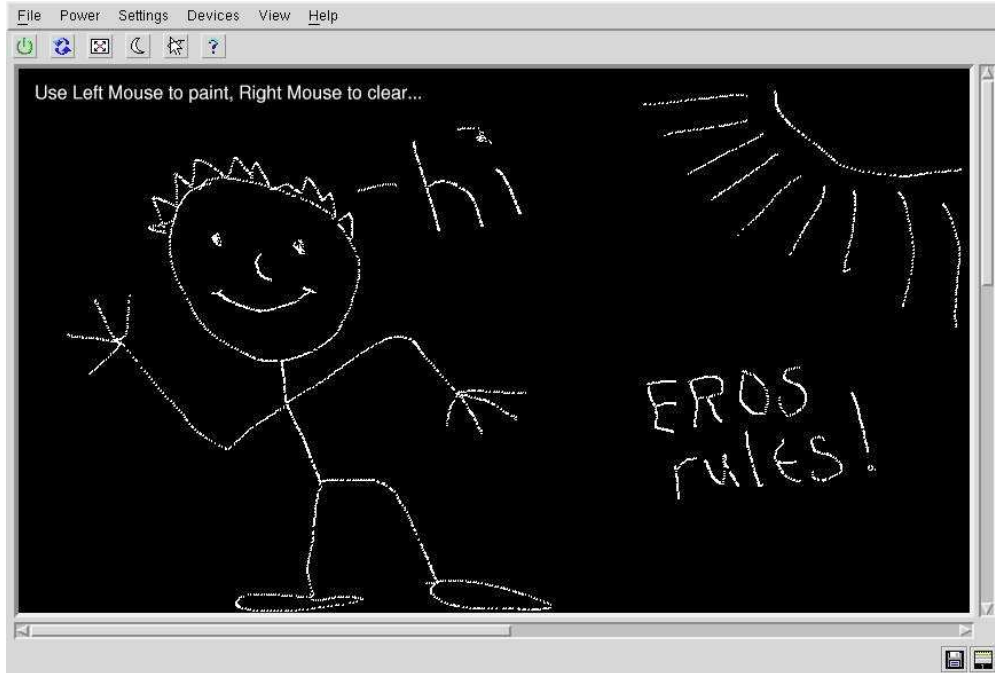 File Power Settings Devices View Help
?
Use Left Mouse to paint, Right Mouse to clear...
hi
EROS
rules!